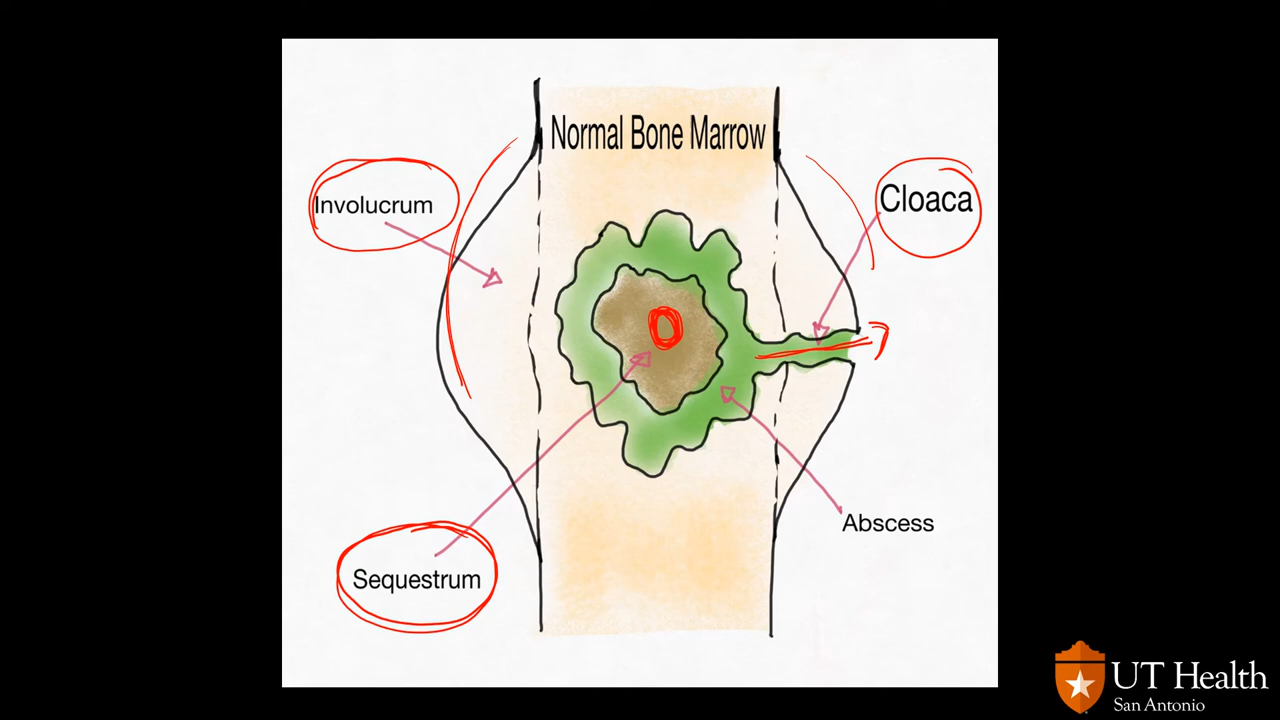 Normal Bone Marrow
Involucrum
Cloaca
Abscess
Sequestrum
UT Health
San Antonio